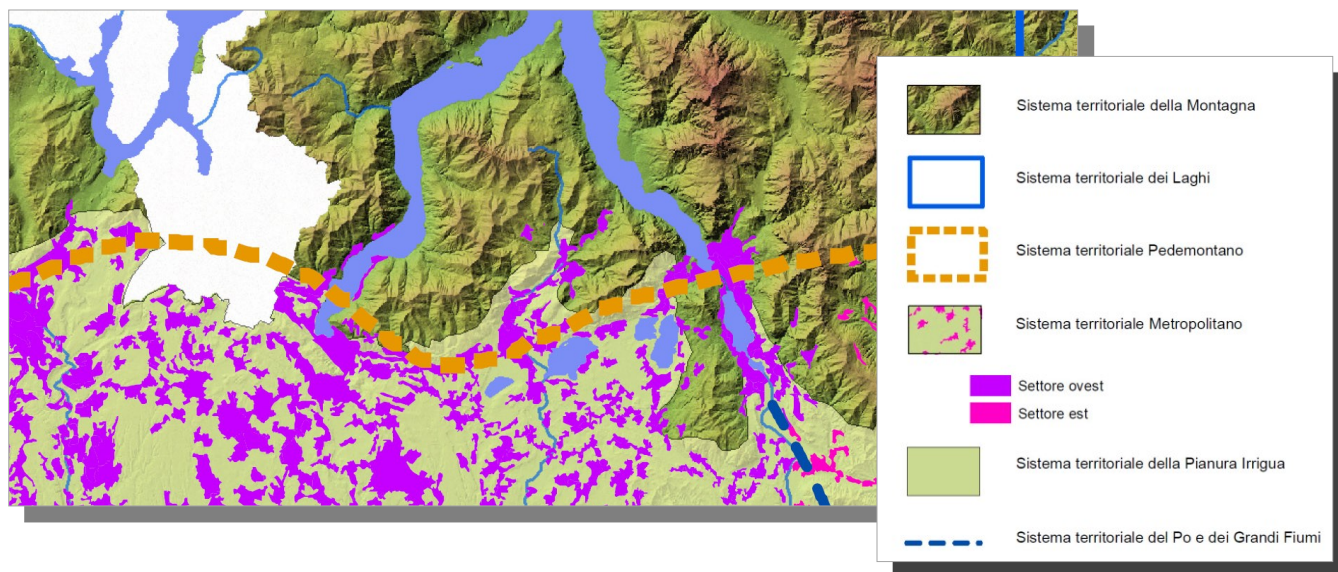 Sistema territoriale della Montagna
Sistema territoriale dei Laghi
Sistema territoriale Pedemontano
Sistema territoriale Metropolitano
Settore ovest
Settore est
Sistema territoriale della Pianura Irrigua
Sistema territoriale del Po e dei Grandi Fiumi